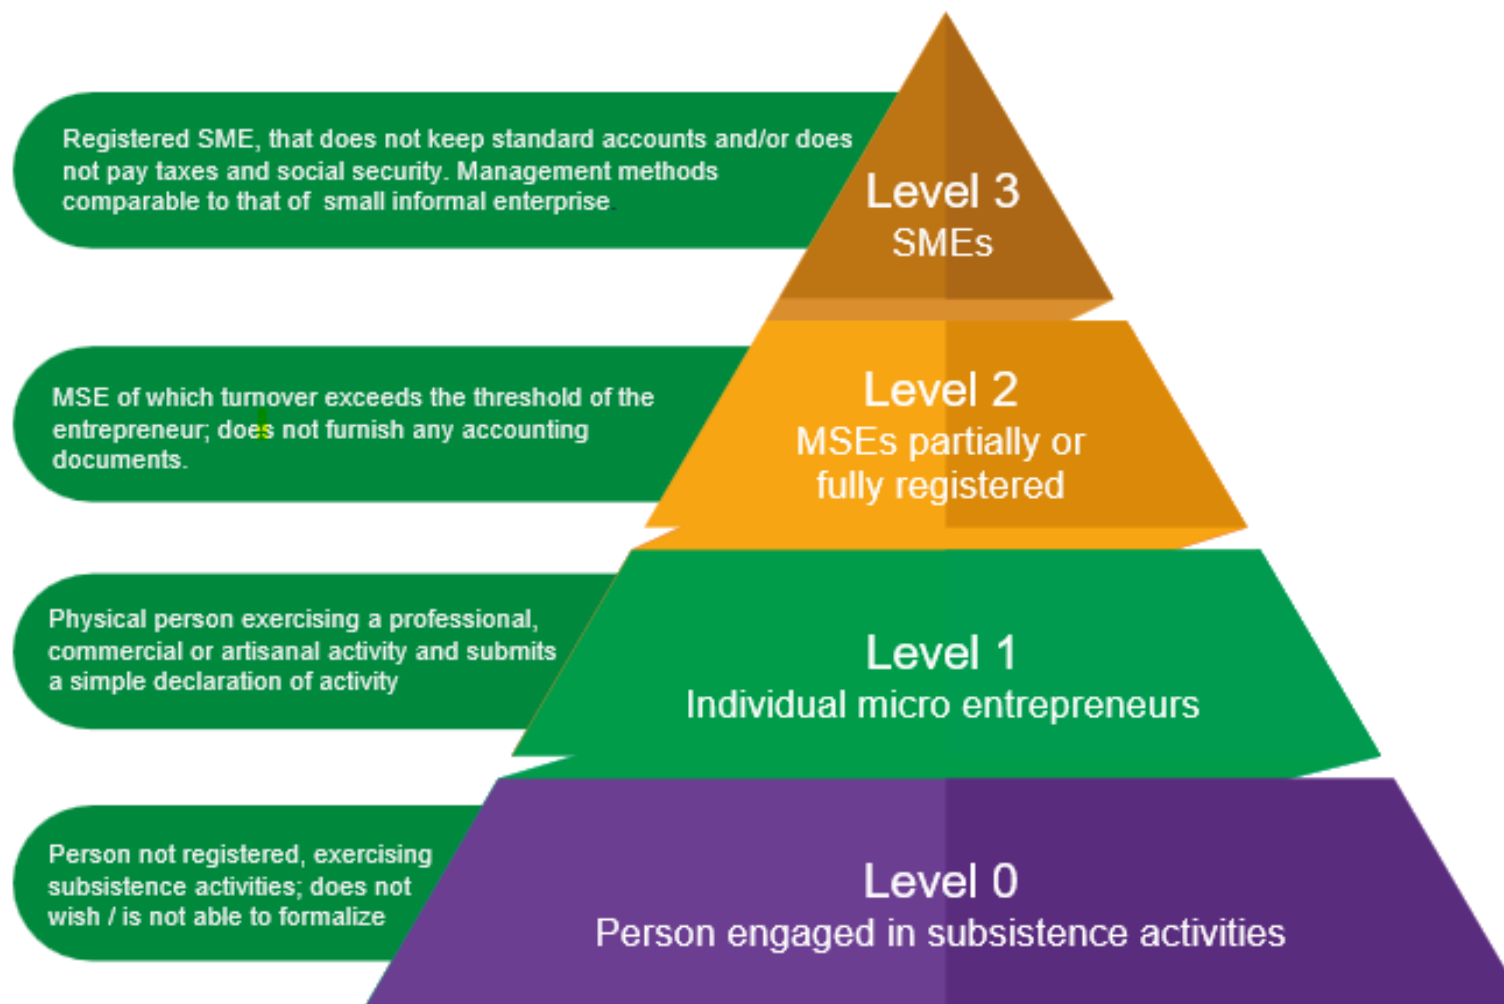 Registered SME, that does not keep standard accounts and/or does
not pay taxes and social security. Management methods
comparable to that of small informal enterprise
Level 3
SMEs
MSE of which turnover exceeds the threshold of the
entrepreneur; does not furnish any accounting
documents.
Level 2
MSEs partially or
fully registered
Physical person exercising a professional,
commercial or artisanal activity and submits
a simple declaration of activity
Level 1
Individual micro entrepreneurs
Person not registered, exercising
subsistence activities; does not
wish / is not able to formalize
Level 0
Person engaged in subsistence activities